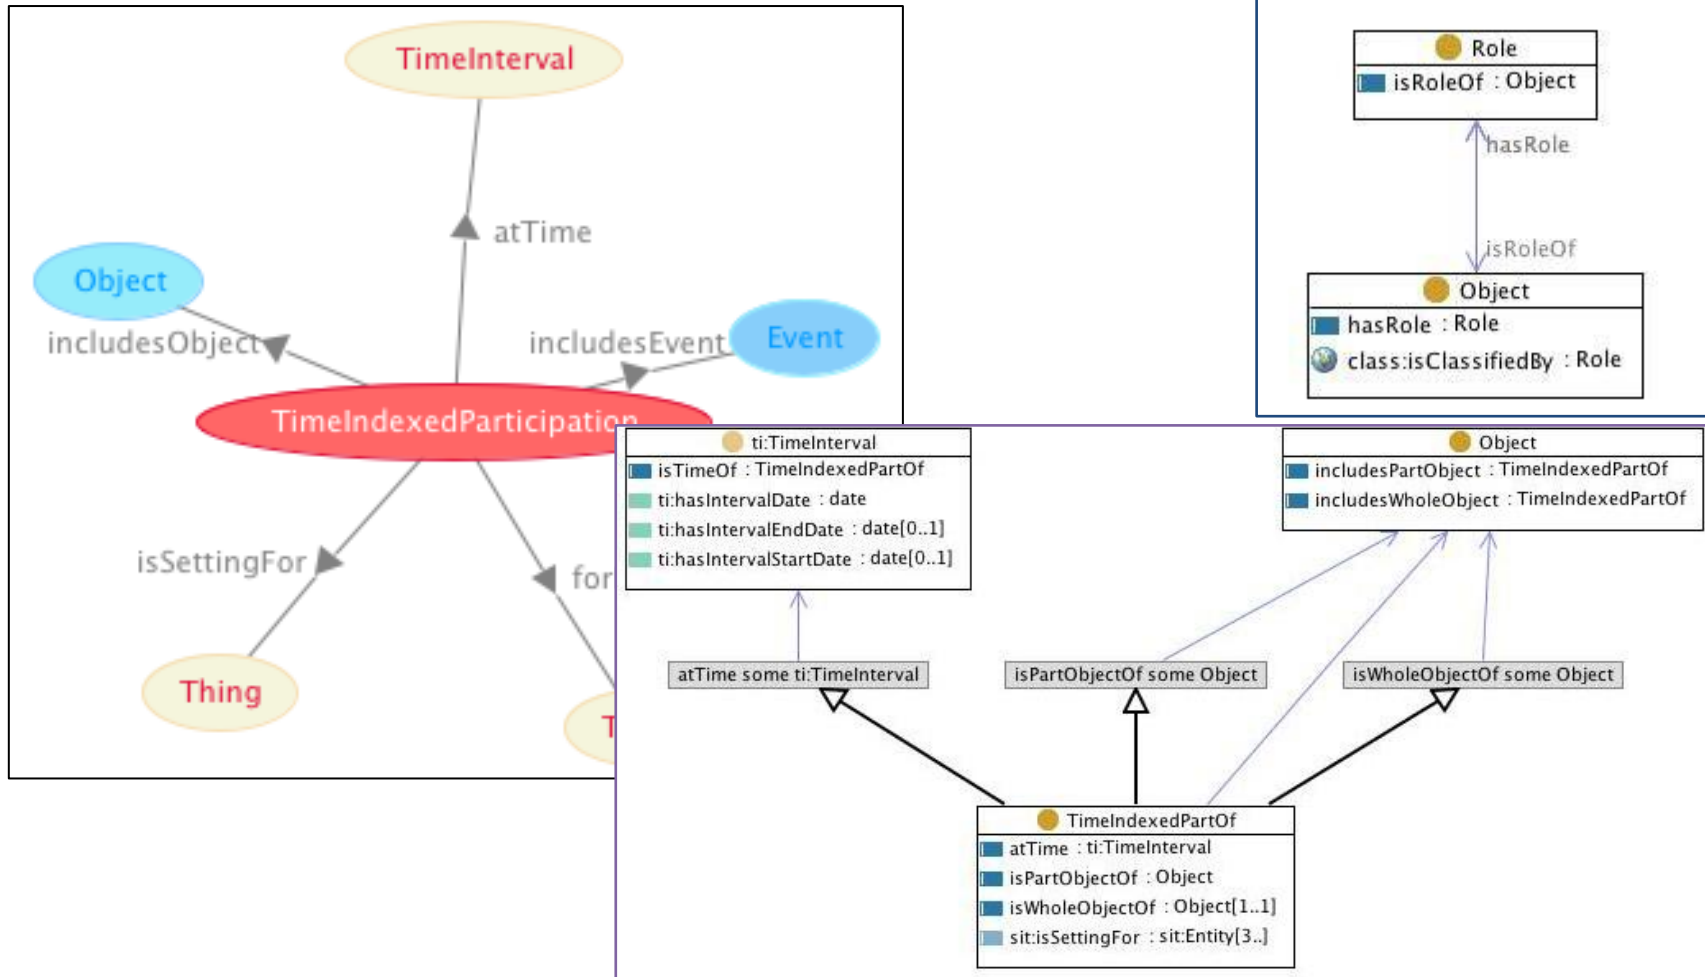 TimeInterval
atTime
Object
includesObject
includesEvent
Event
TimeIndexedParticipation
isSettingFor
for
Thing
T
Role
isRoleOf : Object
hasRole
isRoleOf
Object
hasRole : Role
class:isClassifiedBy : Role
ti:TimeInterval
isTimeOf : TimeIndexedPartOf
ti:hasIntervalDate : date
ti:hasIntervalEndDate : date[0..1]
ti:hasIntervalStartDate : date[0..1]
Object
includesPartObject : TimeIndexedPartOf
includesWholeObject : TimeIndexedPartOf
atTime some ti:TimeInterval
isPartObjectOf some Object
isWholeObjectOf some Object
TimeIndexedPartOf
atTime : ti:TimeInterval
isPartObjectOf : Object
isWholeObjectOf : Object[1..1]
sit:isSettingFor : sit:Entity[3..]